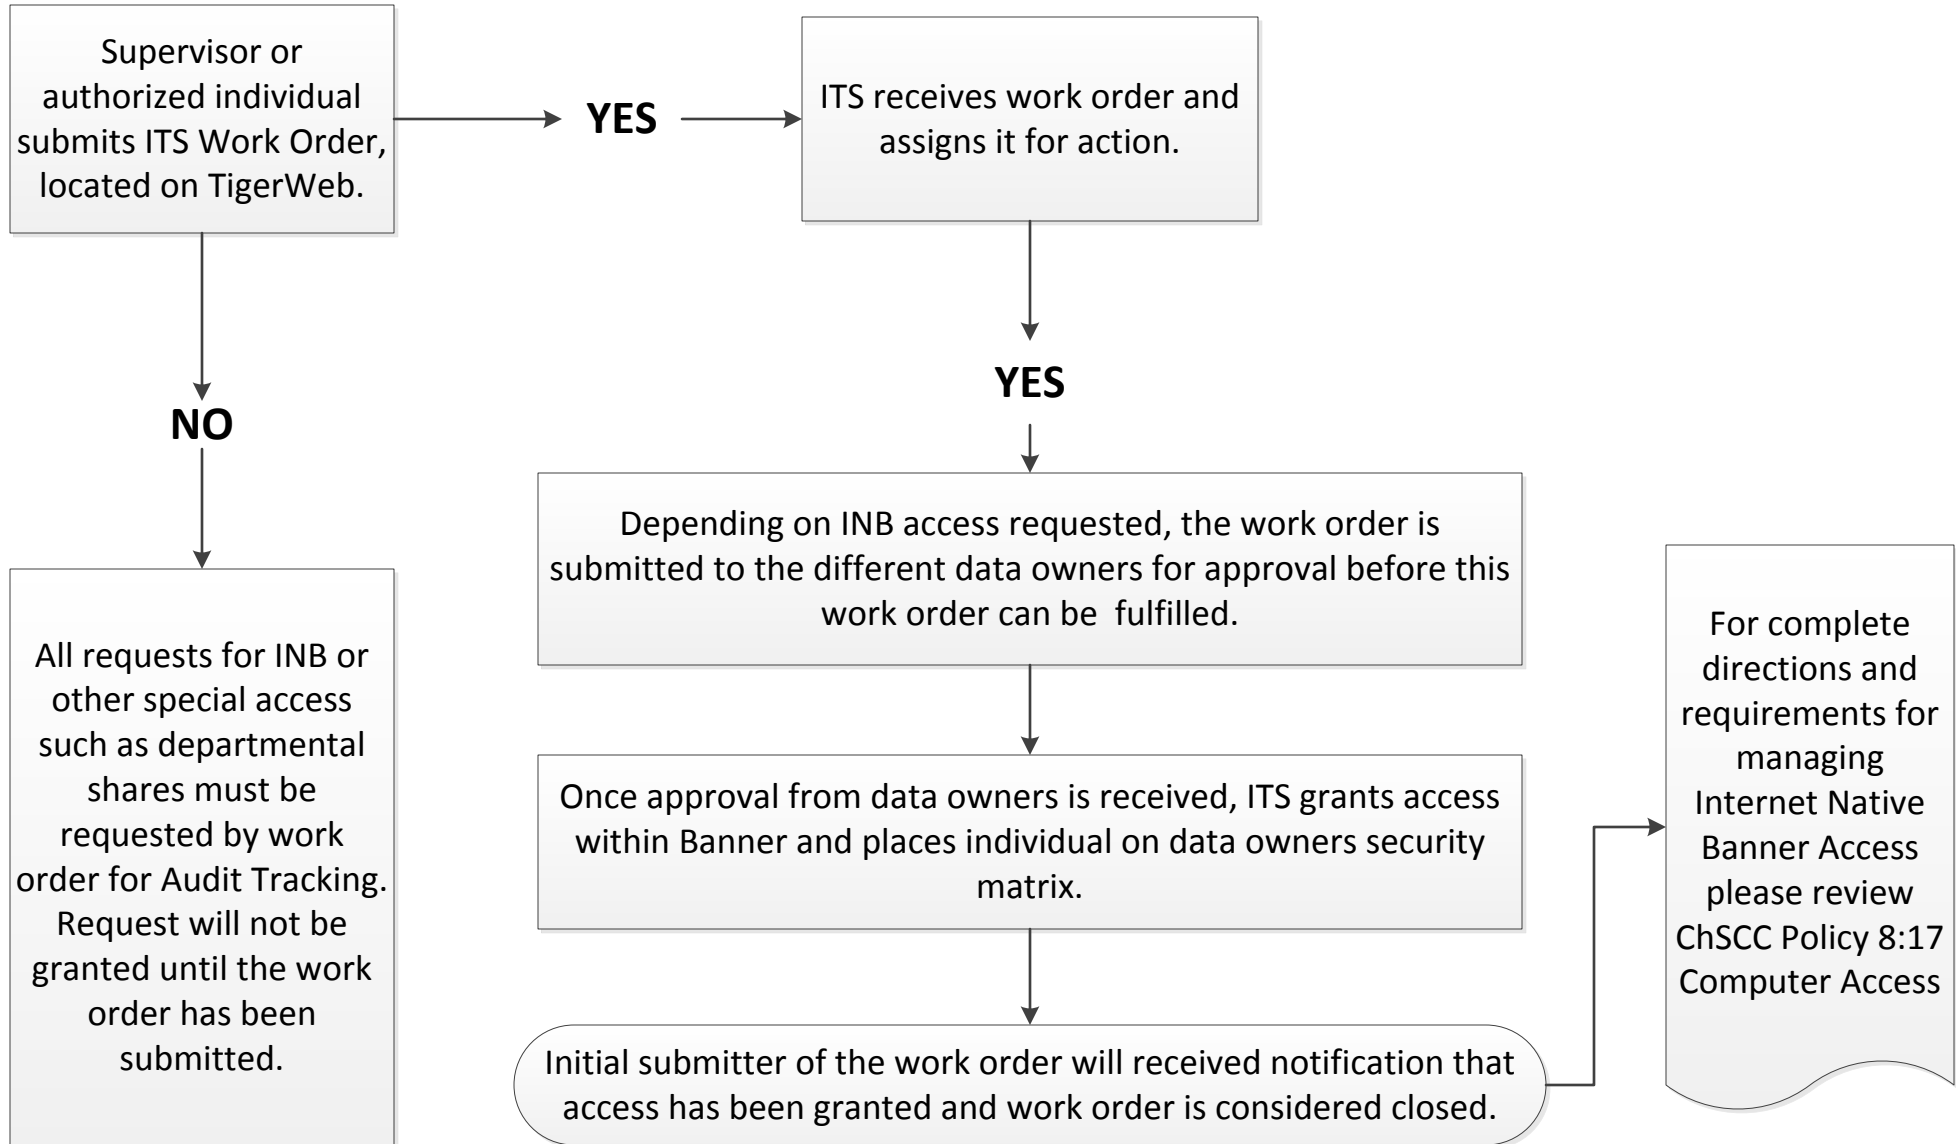 Supervisor or
authorized individual
submits ITS Work Order,
located on TigerWeb.
YES
ITS receives work order and
assigns it for action.
NO
YES
All requests for INB or
other special access
such as departmental
shares must be
requested by work
order for Audit Tracking.
Request will not be
granted until the work
order has been
submitted.
Depending on INB access requested, the work order is
submitted to the different data owners for approval before this
work order can be  fulfilled.
Once approval from data owners is received, ITS grants access
within Banner and places individual on data owners security
matrix.
Initial submitter of the work order will received notification that
access has been granted and work order is considered closed.
For complete
directions and
requirements for
managing
Internet Native
Banner Access
please review
ChSCC Policy 8:17
Computer Access